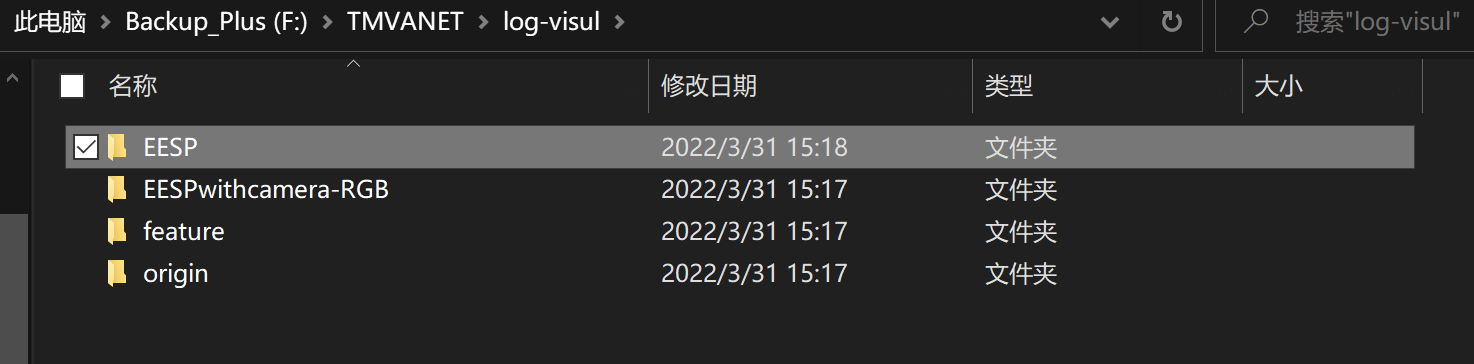 此电脑 > Backup_Plus (F:) > TMVANET > log-visul > 搜索"log-visul"
名称 修改日期 类型 大小
EESP 2022/3/31 15:18 文件夹
EESPwithcamera-RGB 2022/3/31 15:17 文件夹
feature 2022/3/31 15:17 文件夹
origin 2022/3/31 15:17 文件夹